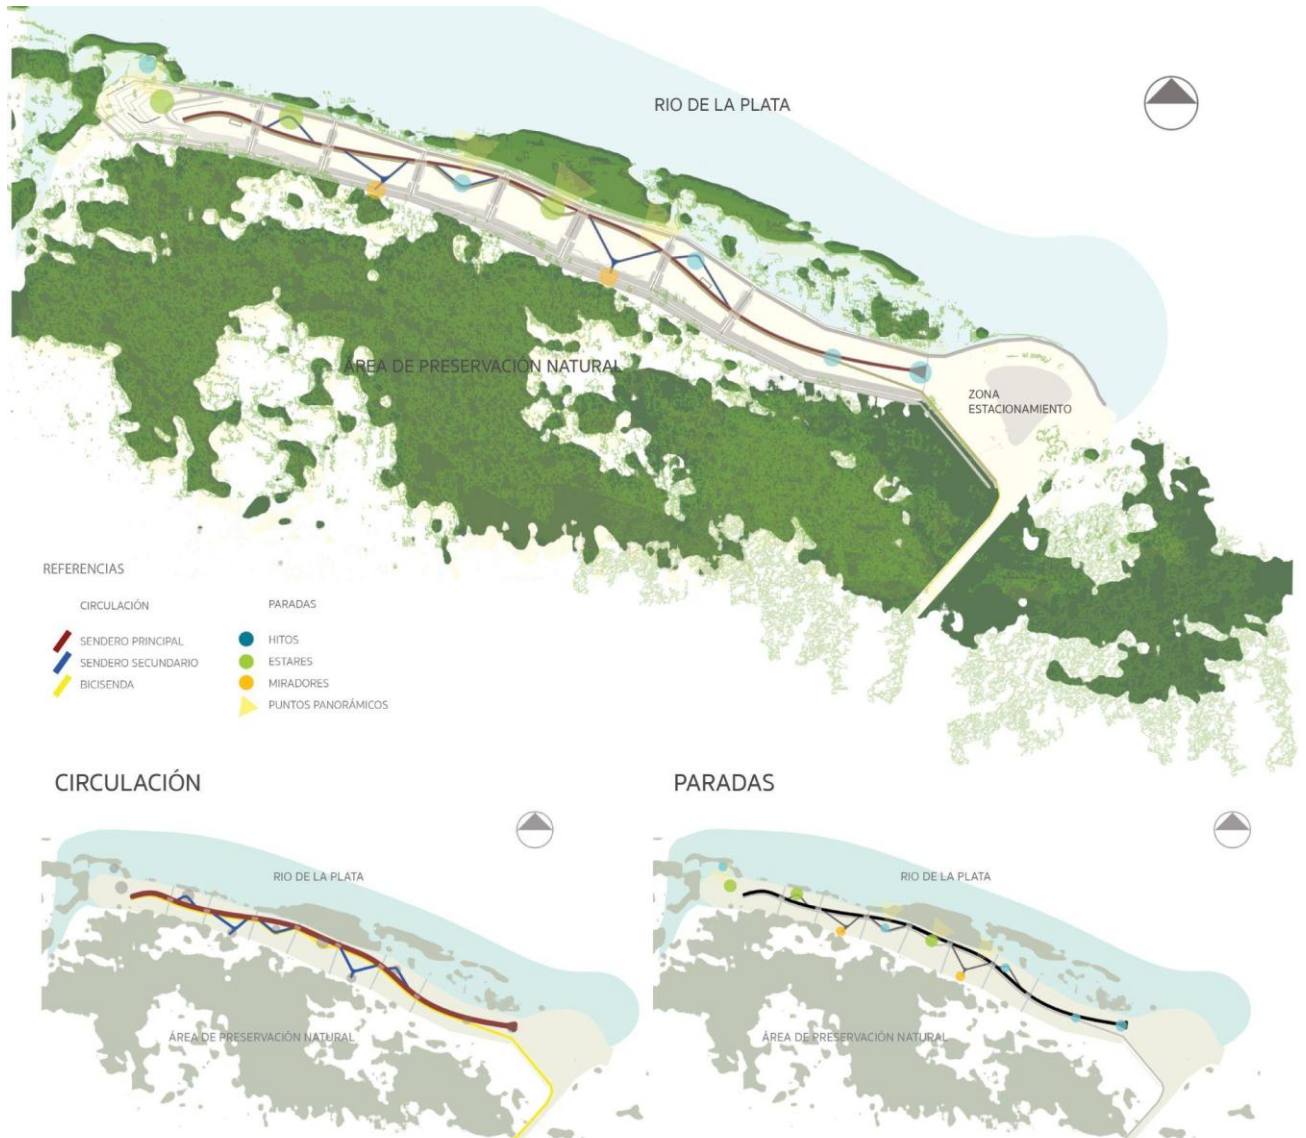 RIO DE LA PLATA
ÁREA DE PRESERVACIÓN NATURAL
ZONA
ESTACIONAMIENTO
REFERENCIAS
CIRCULACIÓN
SENDERO PRINCIPAL
SENDERO SECUNDARIO
BICISENDA
PARADAS
HITOS
ESTARES
MIRADORES
PUNTOS PANORÁMICOS
CIRCULACIÓN
RIO DE LA PLATA
ÁREA DE PRESERVACIÓN NATURAL
PARADAS
RIO DE LA PLATA
ÁREA DE PRESERVACIÓN NATURAL